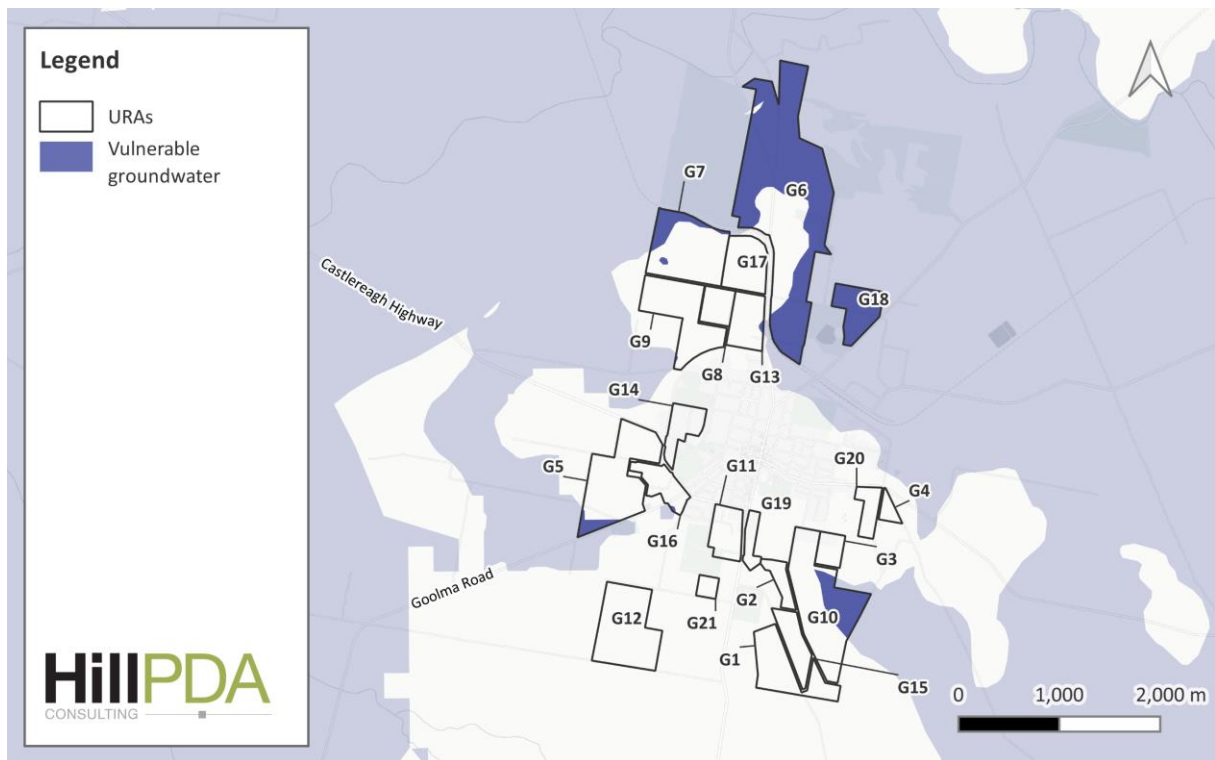 Legend
URAs
Vulnerable
groundwater
HillPDA
CONSULTING
G7
G6
Castlereagh Highway
G17
G18
G9
G8
G13
G14
G5
G11
G20
G4
G19
G16
G3
Goolma Road
G2
G12
G21
G10
G1
G15
0 1,000 2,000 m